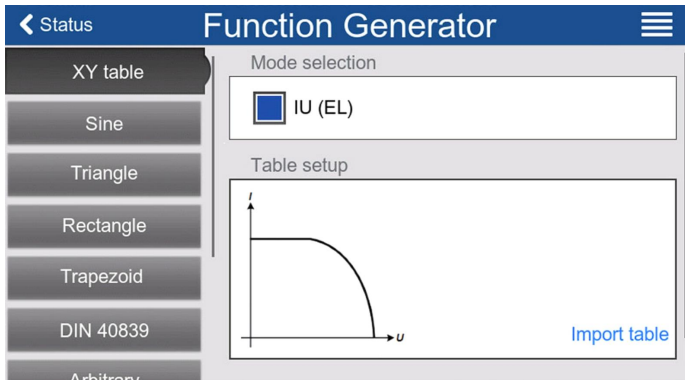 Status
Function Generator
XY table
Sine
Triangle
Rectangle
Trapezoid
DIN 40839
Arbitrary
Mode selection
IU (EL)
Table setup
I
U
Import table